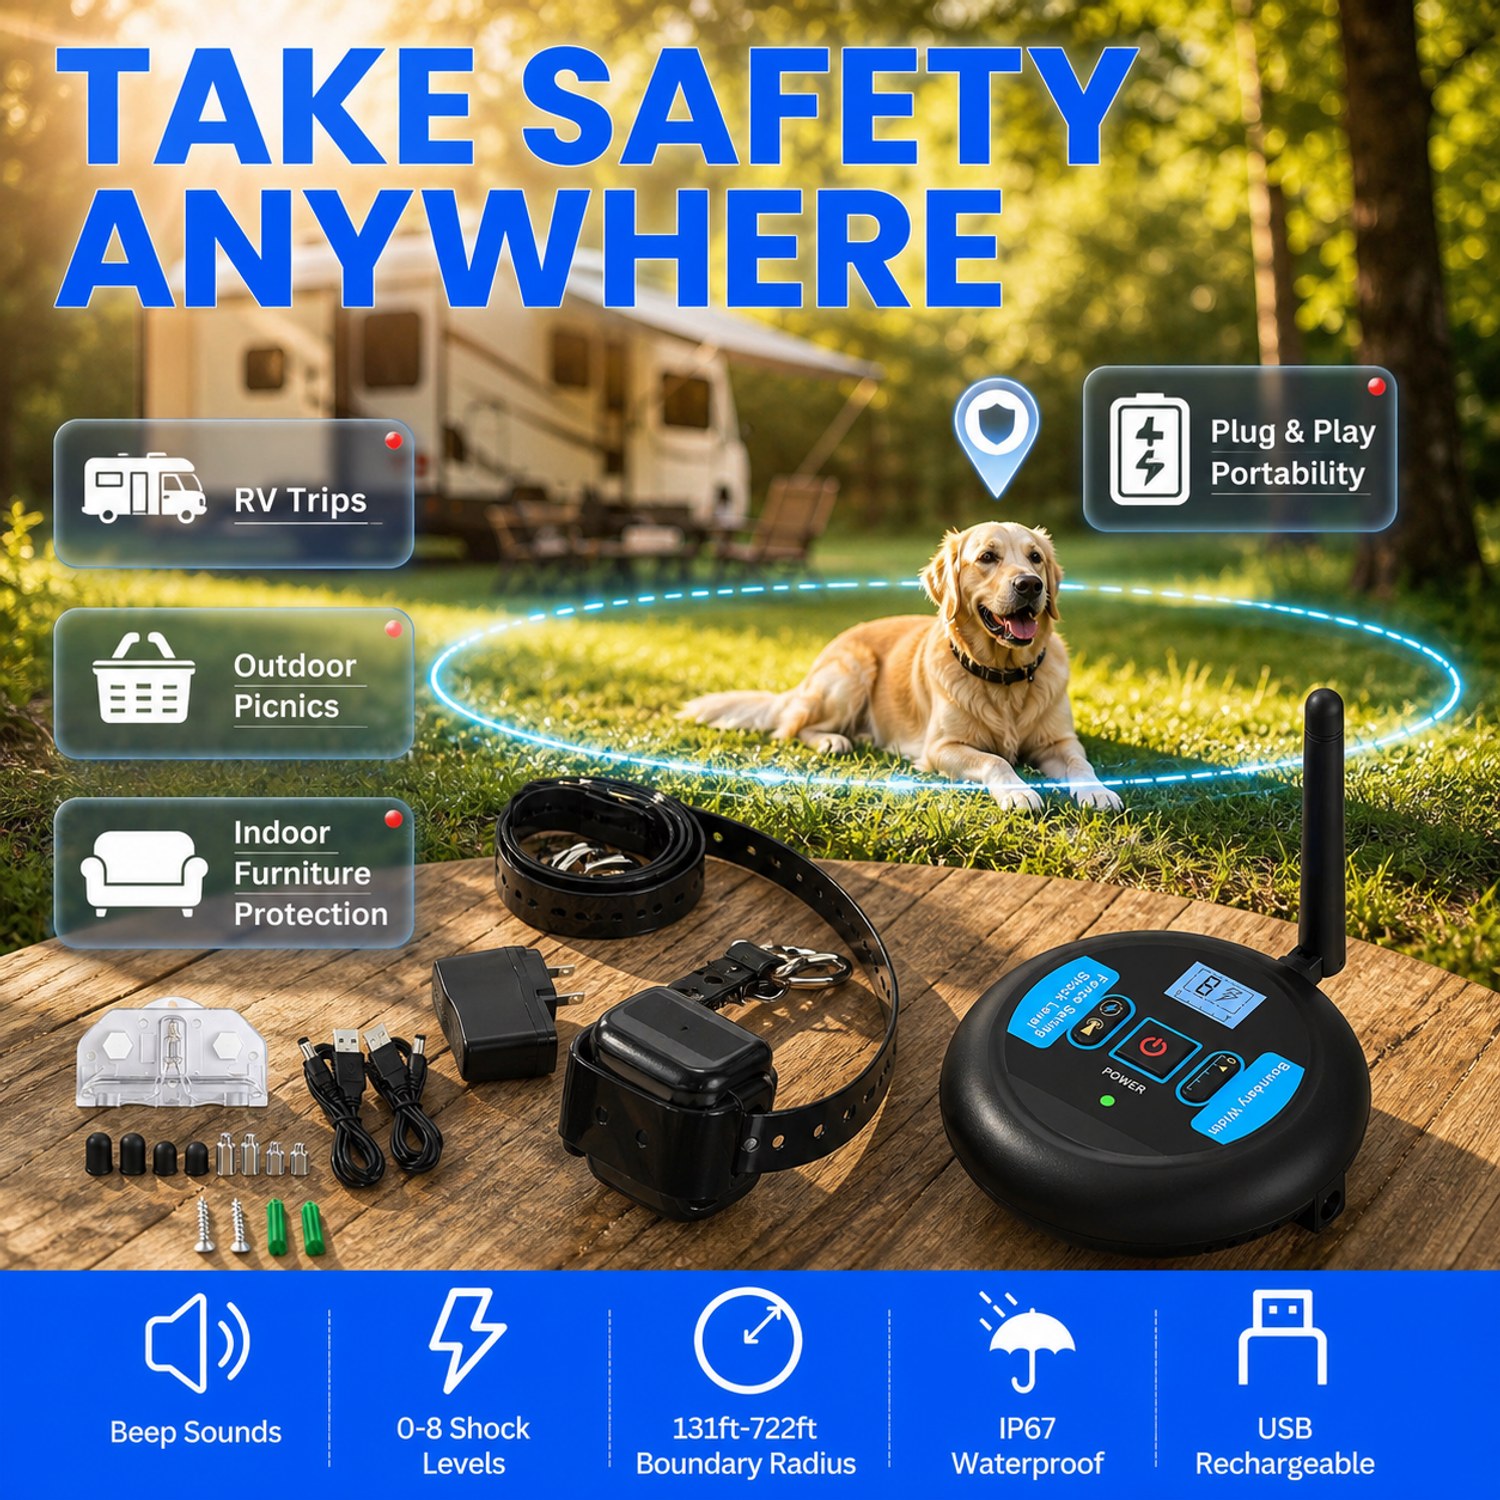 TAKE SAFETY
ANYWHERE
RV Trips
Outdoor
Picnics
Indoor
Furniture
Protection
Plug & Play
Portability
8
Fence Setting
Shock Level
POWER
Boundary Width
Beep Sounds
0-8 Shock
Levels
131ft-722ft
Boundary Radius
IP67
Waterproof
USB
Rechargeable